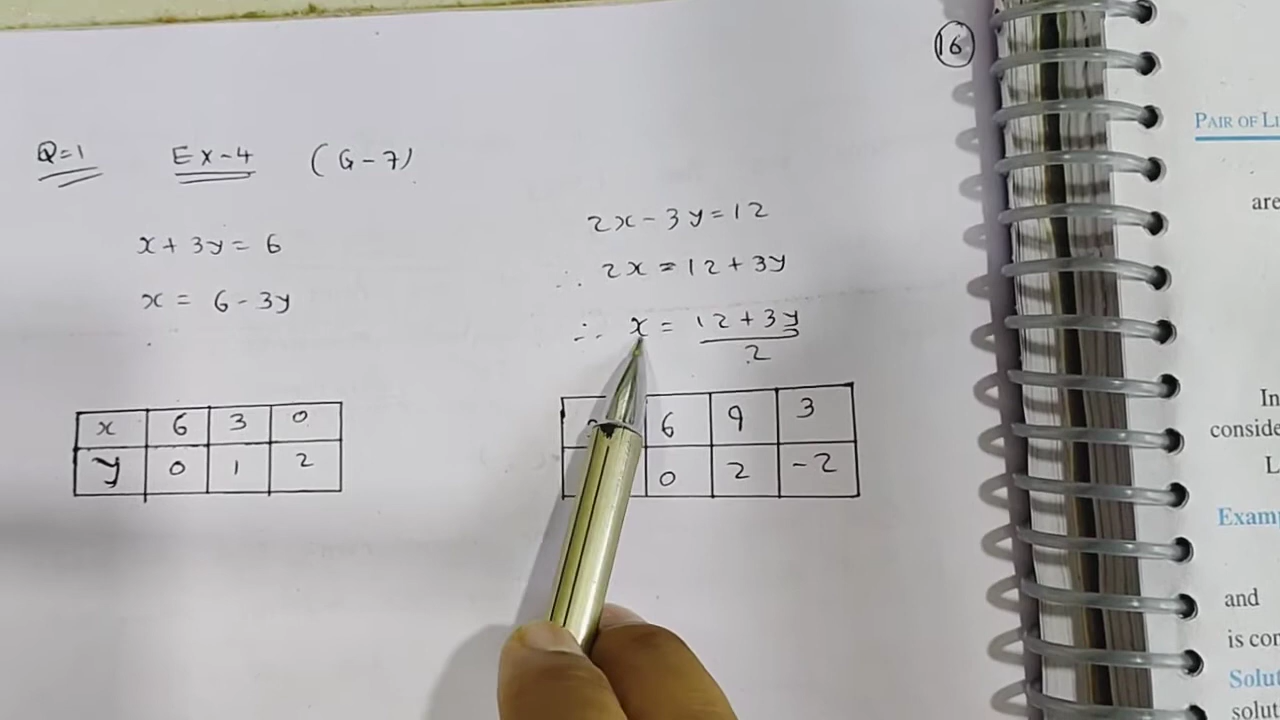 16
Q=1 EX-4 (G-7)
x + 3y = 6
x = 6 - 3y
x 6 3 0
y 0 1 2
2x - 3y = 12
∴ 2x = 12 + 3y
∴ x = 12 + 3y / 2
6 9 3
0 2 -2
PAIR OF LI
are
In
conside
L
Examp
and
is con
Solut
solut